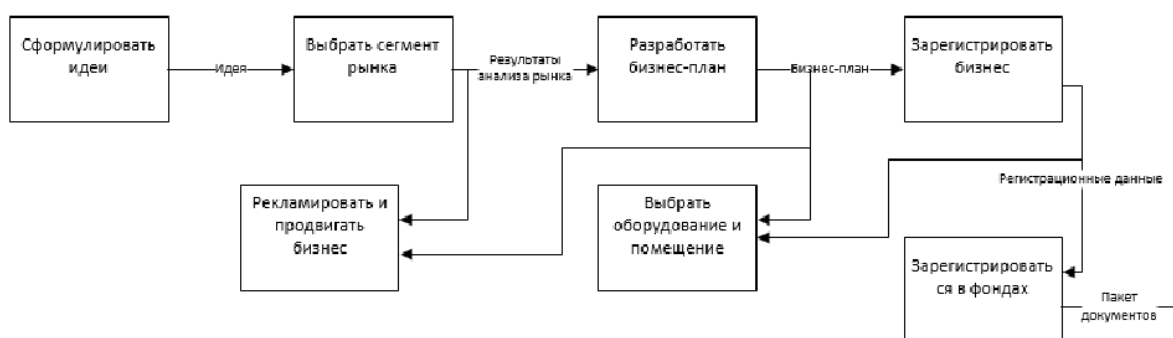 Сформулировать
идеи
Идея
Выбрать сегмент
рынка
Результаты
анализа рынка
Разработать
бизнес-план
Бизнес-план
Зарегистрировать
бизнес
Регистрационные данные
Рекламировать и
продвигать
бизнес
Выбрать
оборудование и
помещение
Зарегистрировать
ся в фондах
Пакет
документов